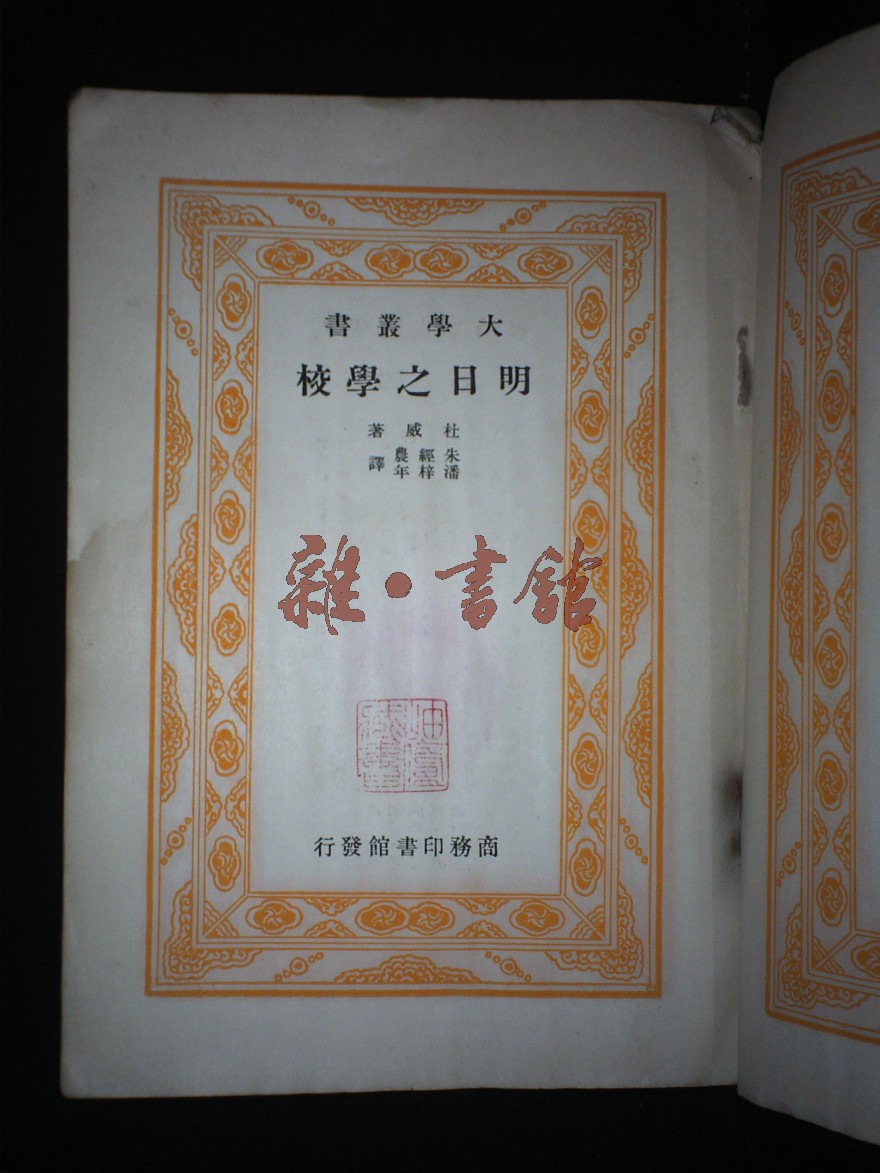 大學叢書
明日之學校
杜威著
朱經農
潘梓年
譯
雜·書館
商務印書館發行